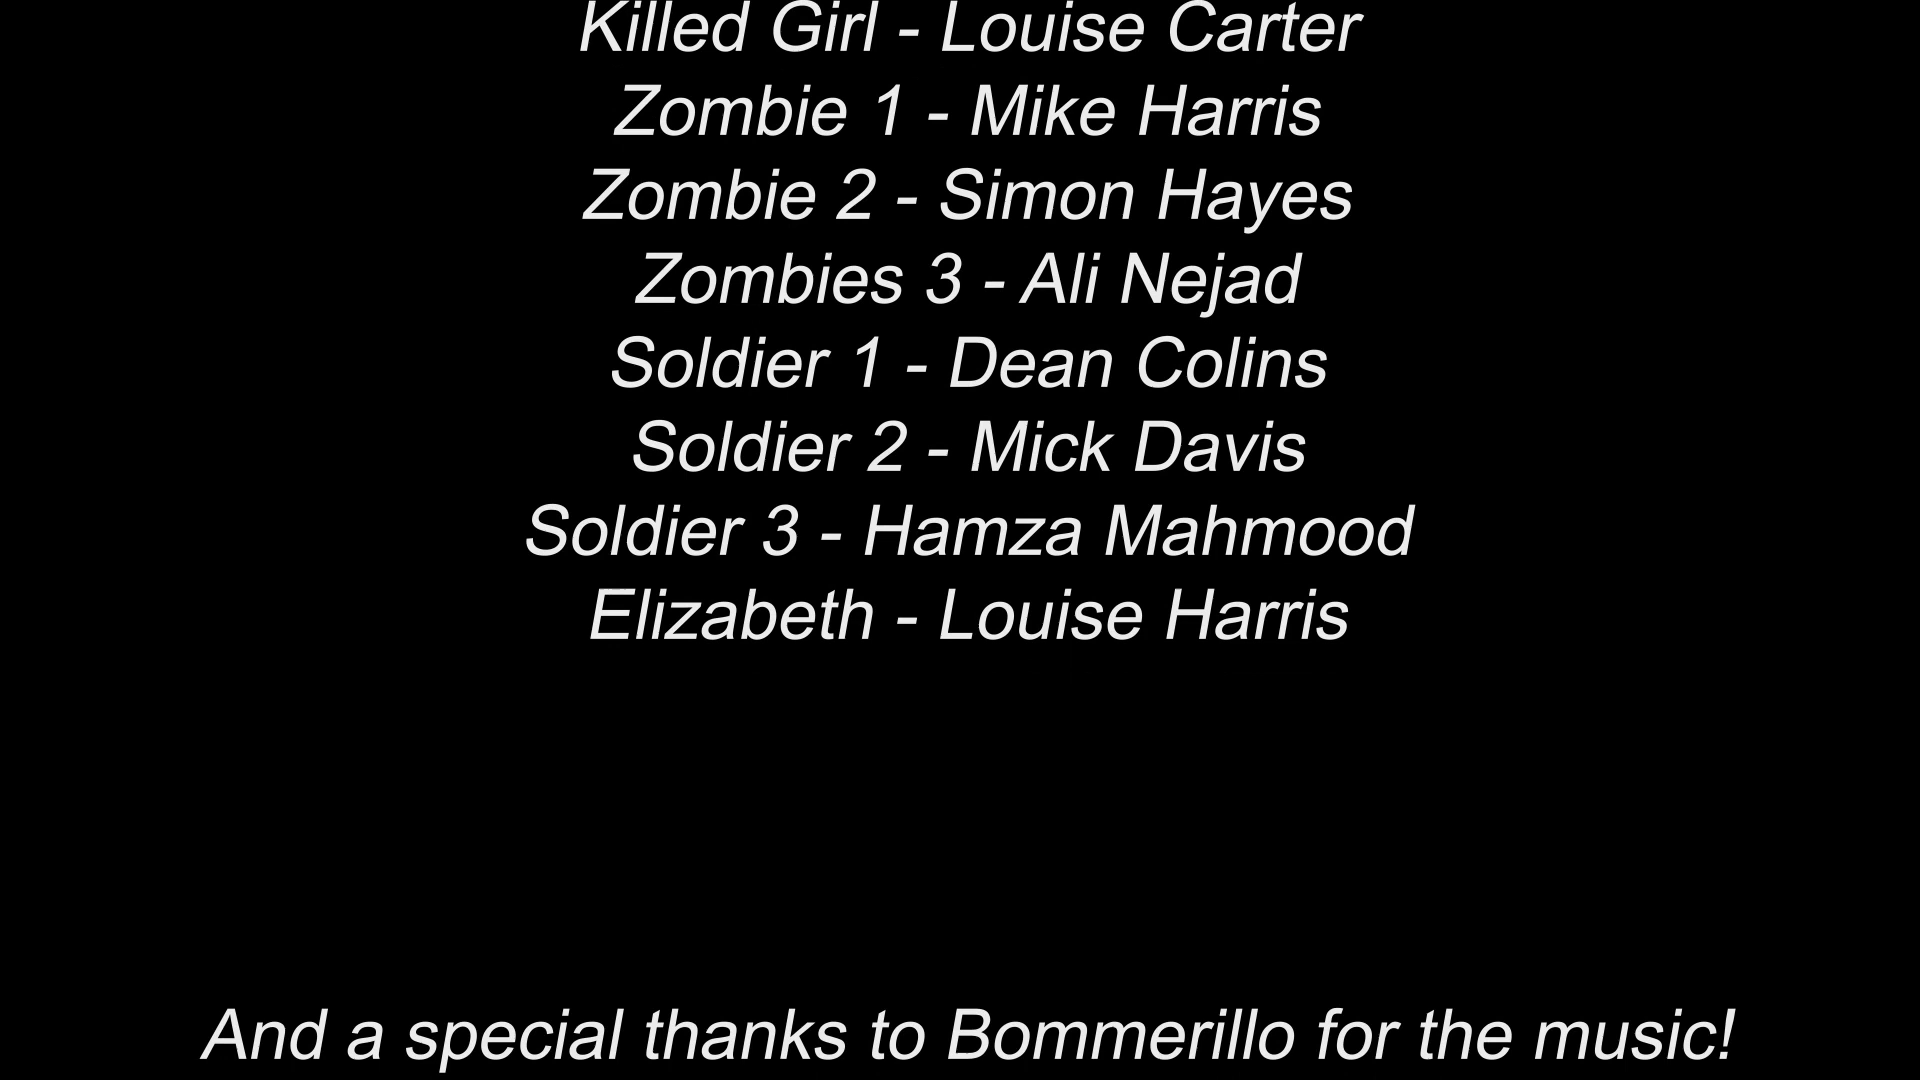 Killed Girl - Louise Carter
Zombie 1 - Mike Harris
Zombie 2 - Simon Hayes
Zombies 3 - Ali Nejad
Soldier 1 - Dean Colins
Soldier 2 - Mick Davis
Soldier 3 - Hamza Mahmood
Elizabeth - Louise Harris
And a special thanks to Bommerillo for the music!